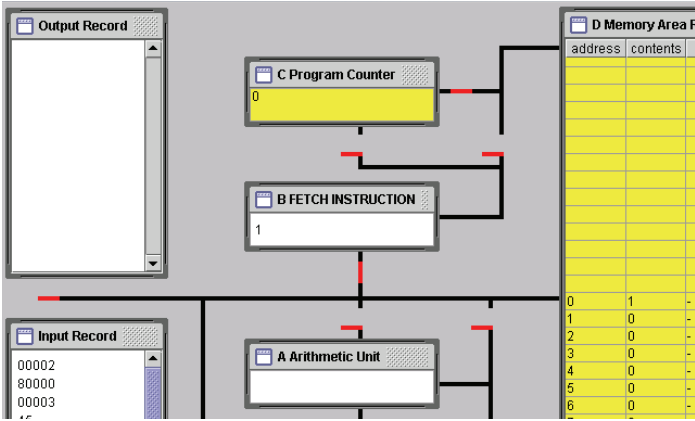 Output Record
C Program Counter
0
B FETCH INSTRUCTION
1
Input Record
00002
80000
00003
A Arithmetic Unit
D Memory Area
address contents
0 1 -
1 0 -
2 0 -
3 0 -
4 0 -
5 0 -
6 0 -